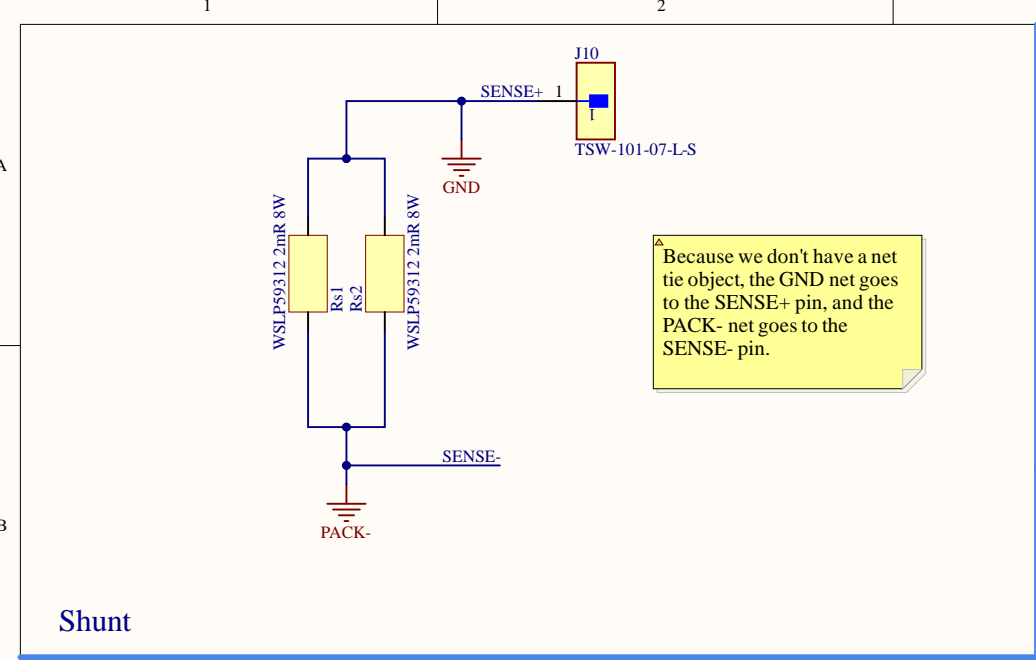 1
2
J10
SENSE+
1
1
TSW-101-07-L-S
A
GND
WSLP59312 2mR 8W
Rs1
Rs2
WSLP59312 2mR 8W
Because we don't have a net
tie object, the GND net goes
to the SENSE+ pin, and the
PACK- net goes to the
SENSE- pin.
SENSE-
B
PACK-
Shunt